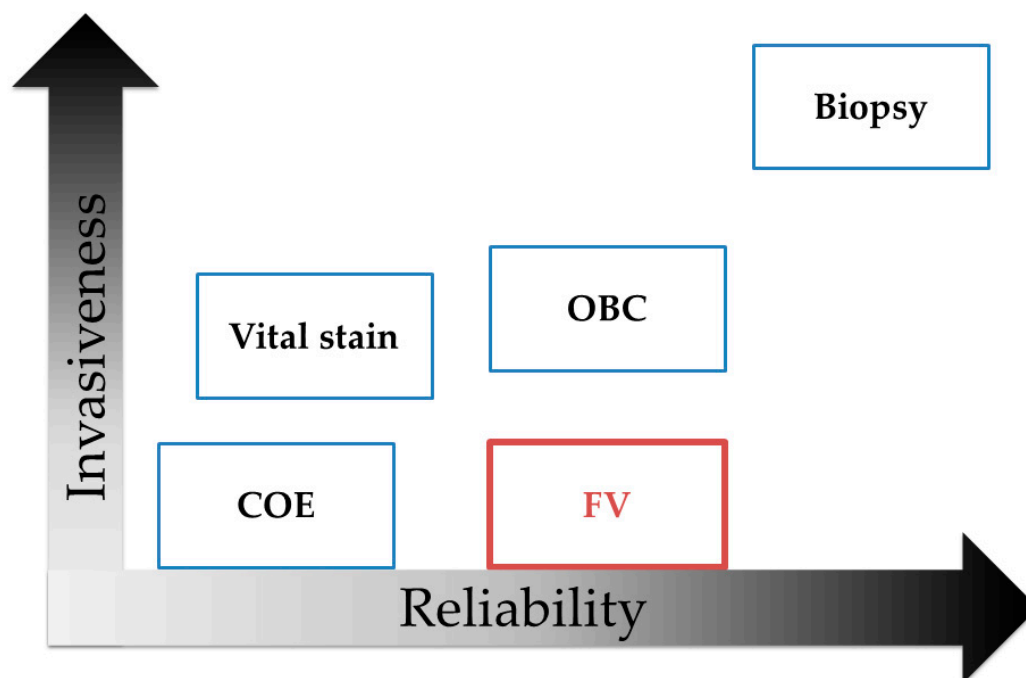 Biopsy
OBC
Vital stain
COE
FV
Invasiveness
Reliability